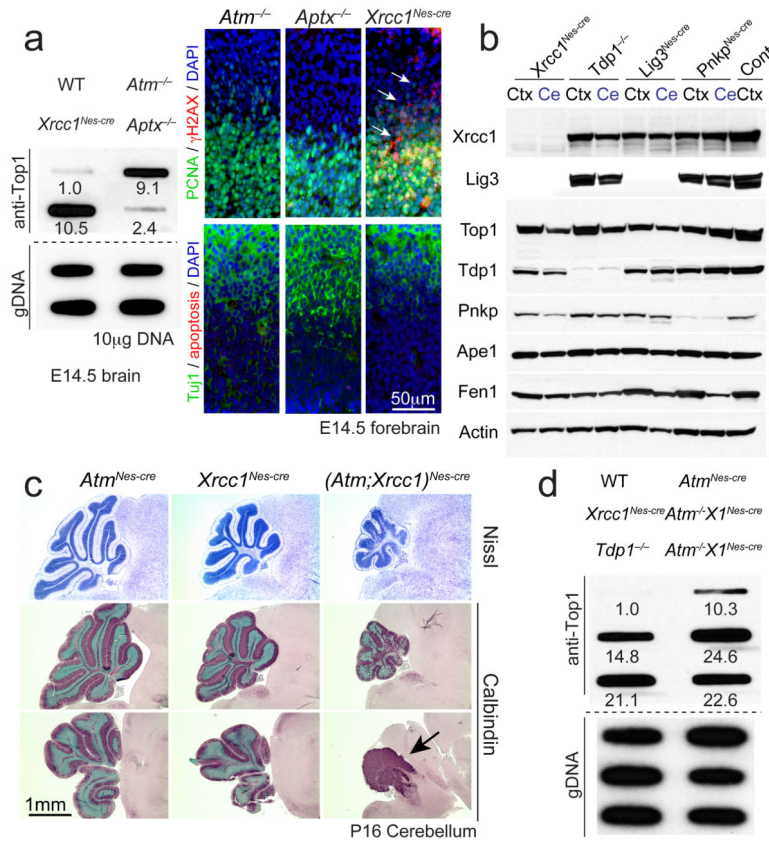 a
WT Atm–/–
Xrcc1Nes-cre Aptx–/–
anti-Top1
1.0 9.1
10.5 2.4
gDNA
10μg DNA
E14.5 brain
Atm–/– Aptx–/– Xrcc1Nes-cre
PCNA / γH2AX / DAPI
Tuj1/ apoptosis / DAPI
50μm
E14.5 forebrain
b
Xrcc1Nes-cre Tdp1–/– Lig3Nes-cre PnkpNes-cre Cont
Ctx Ce Ctx Ce Ctx Ce Ctx Ce Ctx
Xrcc1
Lig3
Top1
Tdp1
Pnkp
Ape1
Fen1
Actin
c
AtmNes-cre Xrcc1Nes-cre (Atm;Xrcc1)Nes-cre
Nissl
Calbindin
1mm
P16 Cerebellum
d
WT AtmNes-cre
Xrcc1Nes-cre Atm–/–X1Nes-cre
Tdp1–/– Atm–/–X1Nes-cre
anti-Top1
1.0 10.3
14.8 24.6
21.1 22.6
gDNA